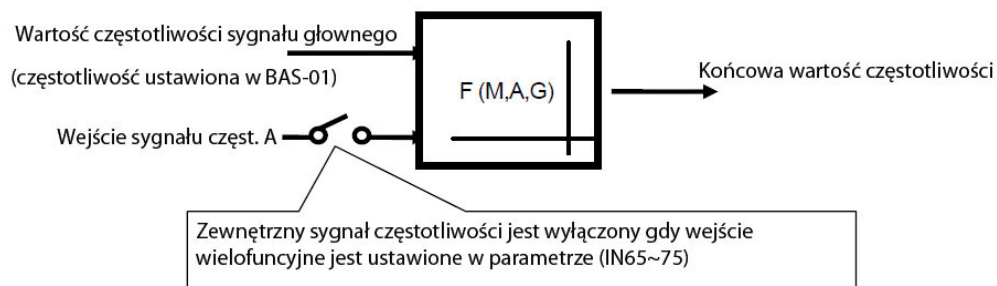 Wartość częstotliwości sygnału głownego
(częstotliwość ustawiona w BAS-01)
F (M,A,G)
Końcowa wartość częstotliwości
Wejście sygnału częst. A
Zewnętrzny sygnał częstotliwości jest wyłączony gdy wejście
wielofuncyjne jest ustawione w parametrze (IN65~75)